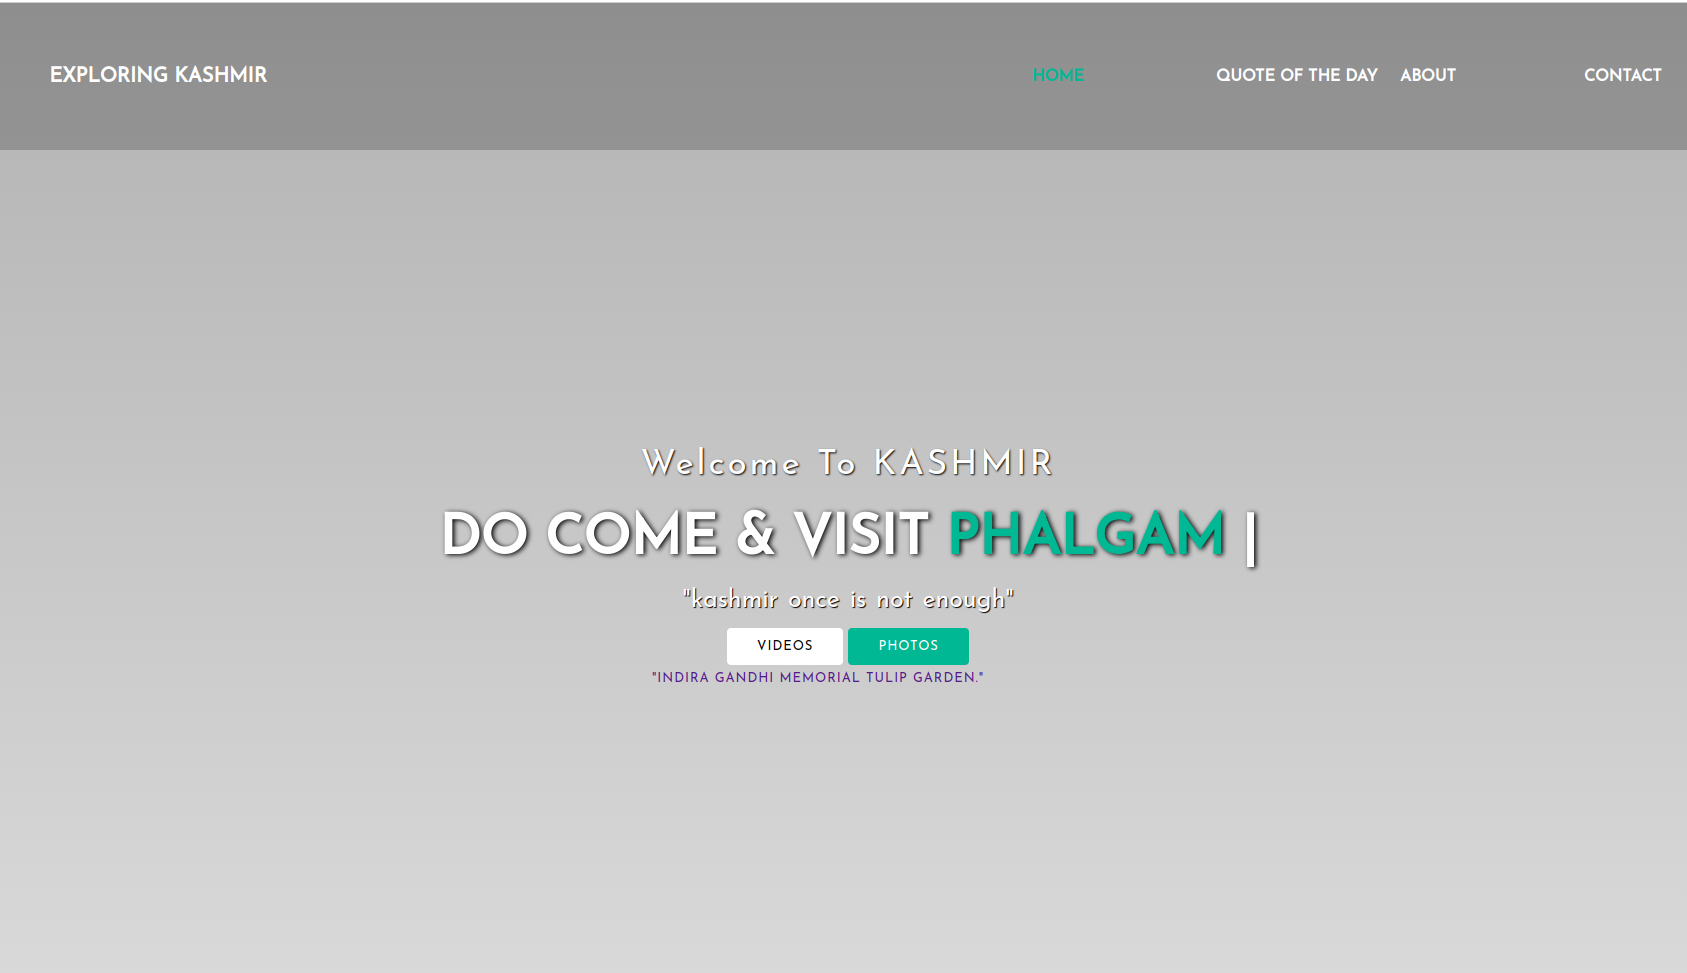 EXPLORING KASHMIR HOME QUOTE OF THE DAY ABOUT CONTACT
Welcome To KASHMIR
DO COME & VISIT PHALGAM |
"kashmir once is not enough"
VIDEOS PHOTOS
"INDIRA GANDHI MEMORIAL TULIP GARDEN."